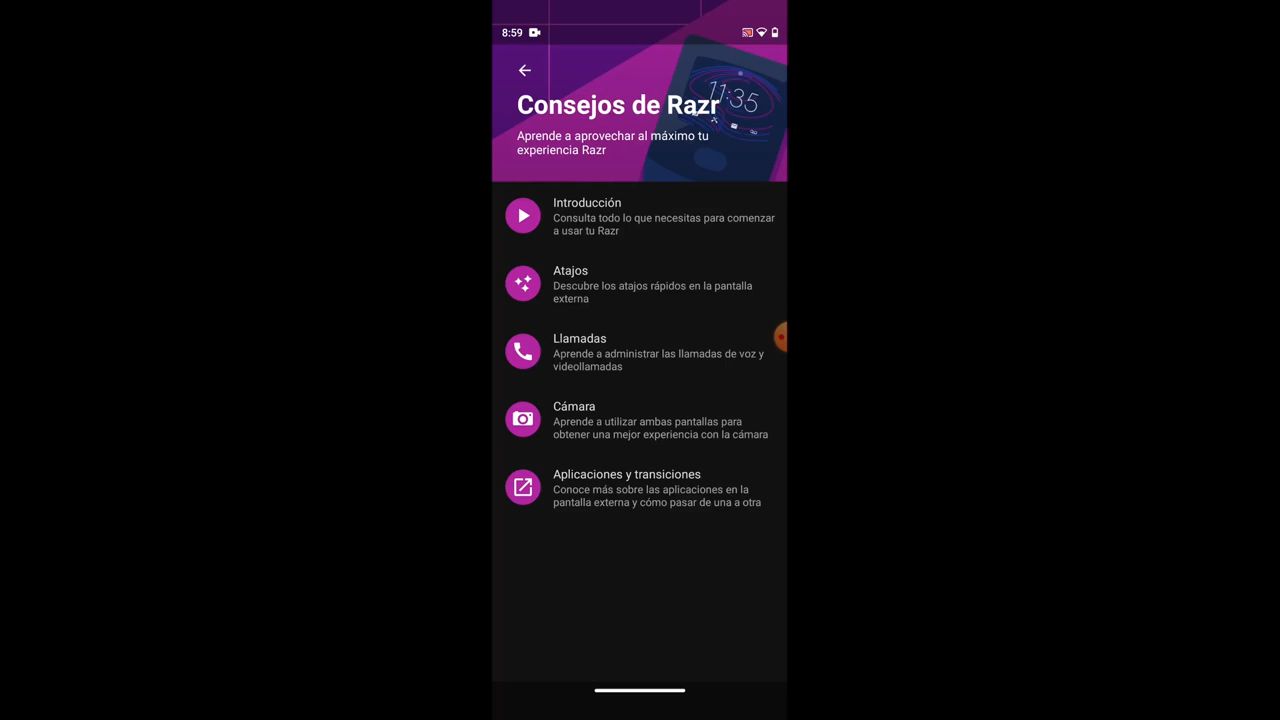 8:59
11:35
Consejos de Razr
Aprende a aprovechar al máximo tu
experiencia Razr
Introducción
Consulta todo lo que necesitas para comenzar
a usar tu Razr
Atajos
Descubre los atajos rápidos en la pantalla
externa
Llamadas
Aprende a administrar las llamadas de voz y
videollamadas
Cámara
Aprende a utilizar ambas pantallas para
obtener una mejor experiencia con la cámara
Aplicaciones y transiciones
Conoce más sobre las aplicaciones en la
pantalla externa y cómo pasar de una a otra